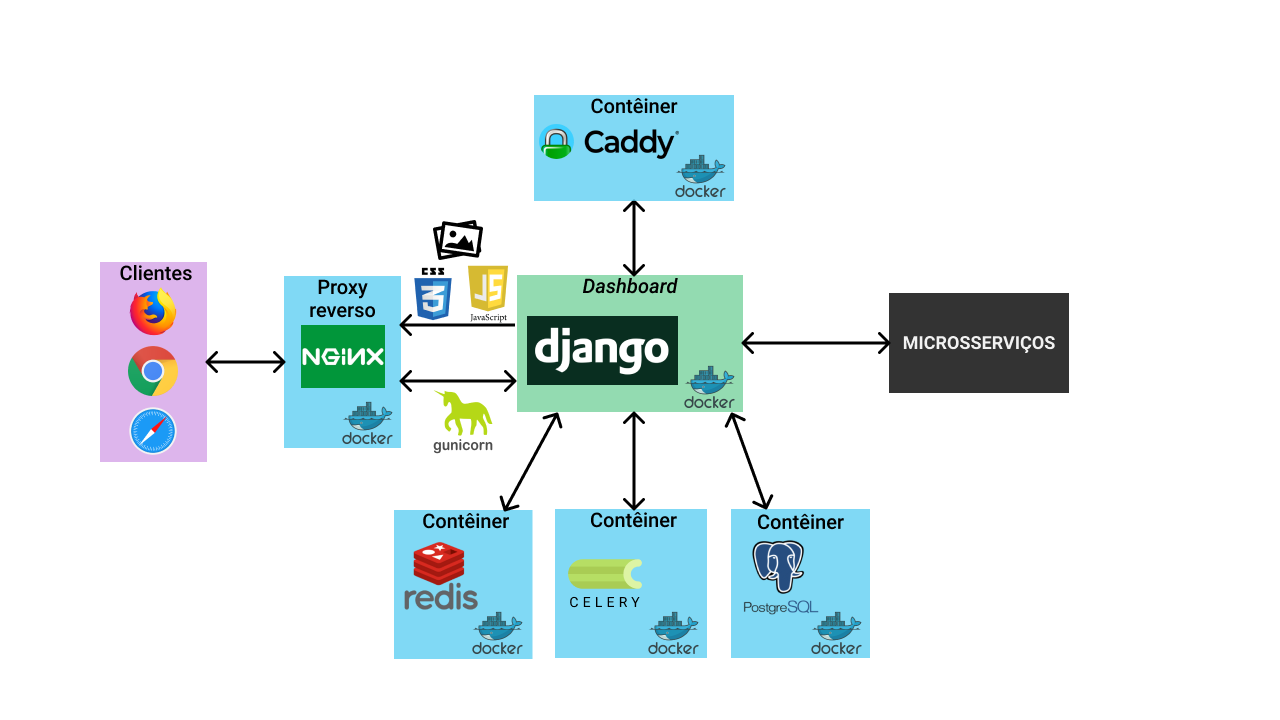 Contêiner
Caddy
docker
Clientes
Proxy
reverso
NGiNX
docker
CSS
3
JS
JavaScript
gunicorn
Dashboard
django
docker
MICROSSERVIÇOS
Contêiner
redis
docker
Contêiner
CELERY
docker
Contêiner
PostgreSQL
docker